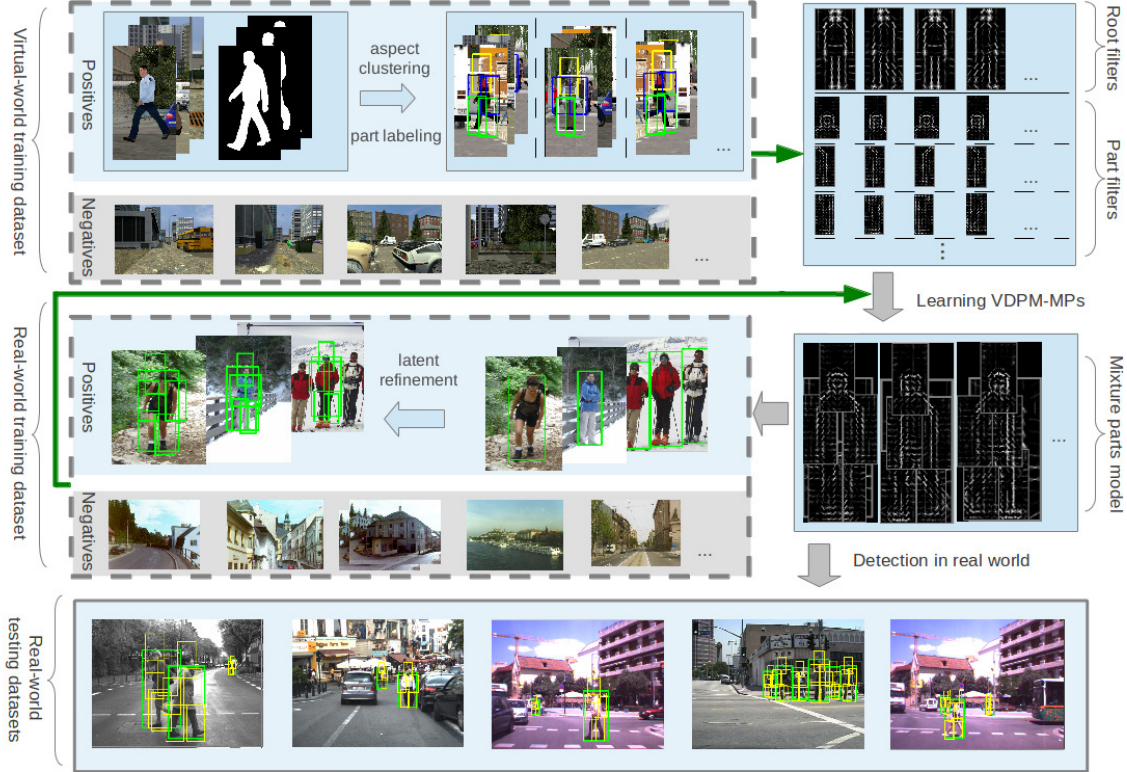 Virtual-world training dataset
Positives
aspect
clustering
part labeling
...
Negatives
...
Root filters
...
Part filters
...
...
...
...
Learning VDPM-MPs
Real-world training dataset
Positives
latent
refinement
Negatives
...
Mixture parts
model
...
Detection in real world
Real-world
testing datasets